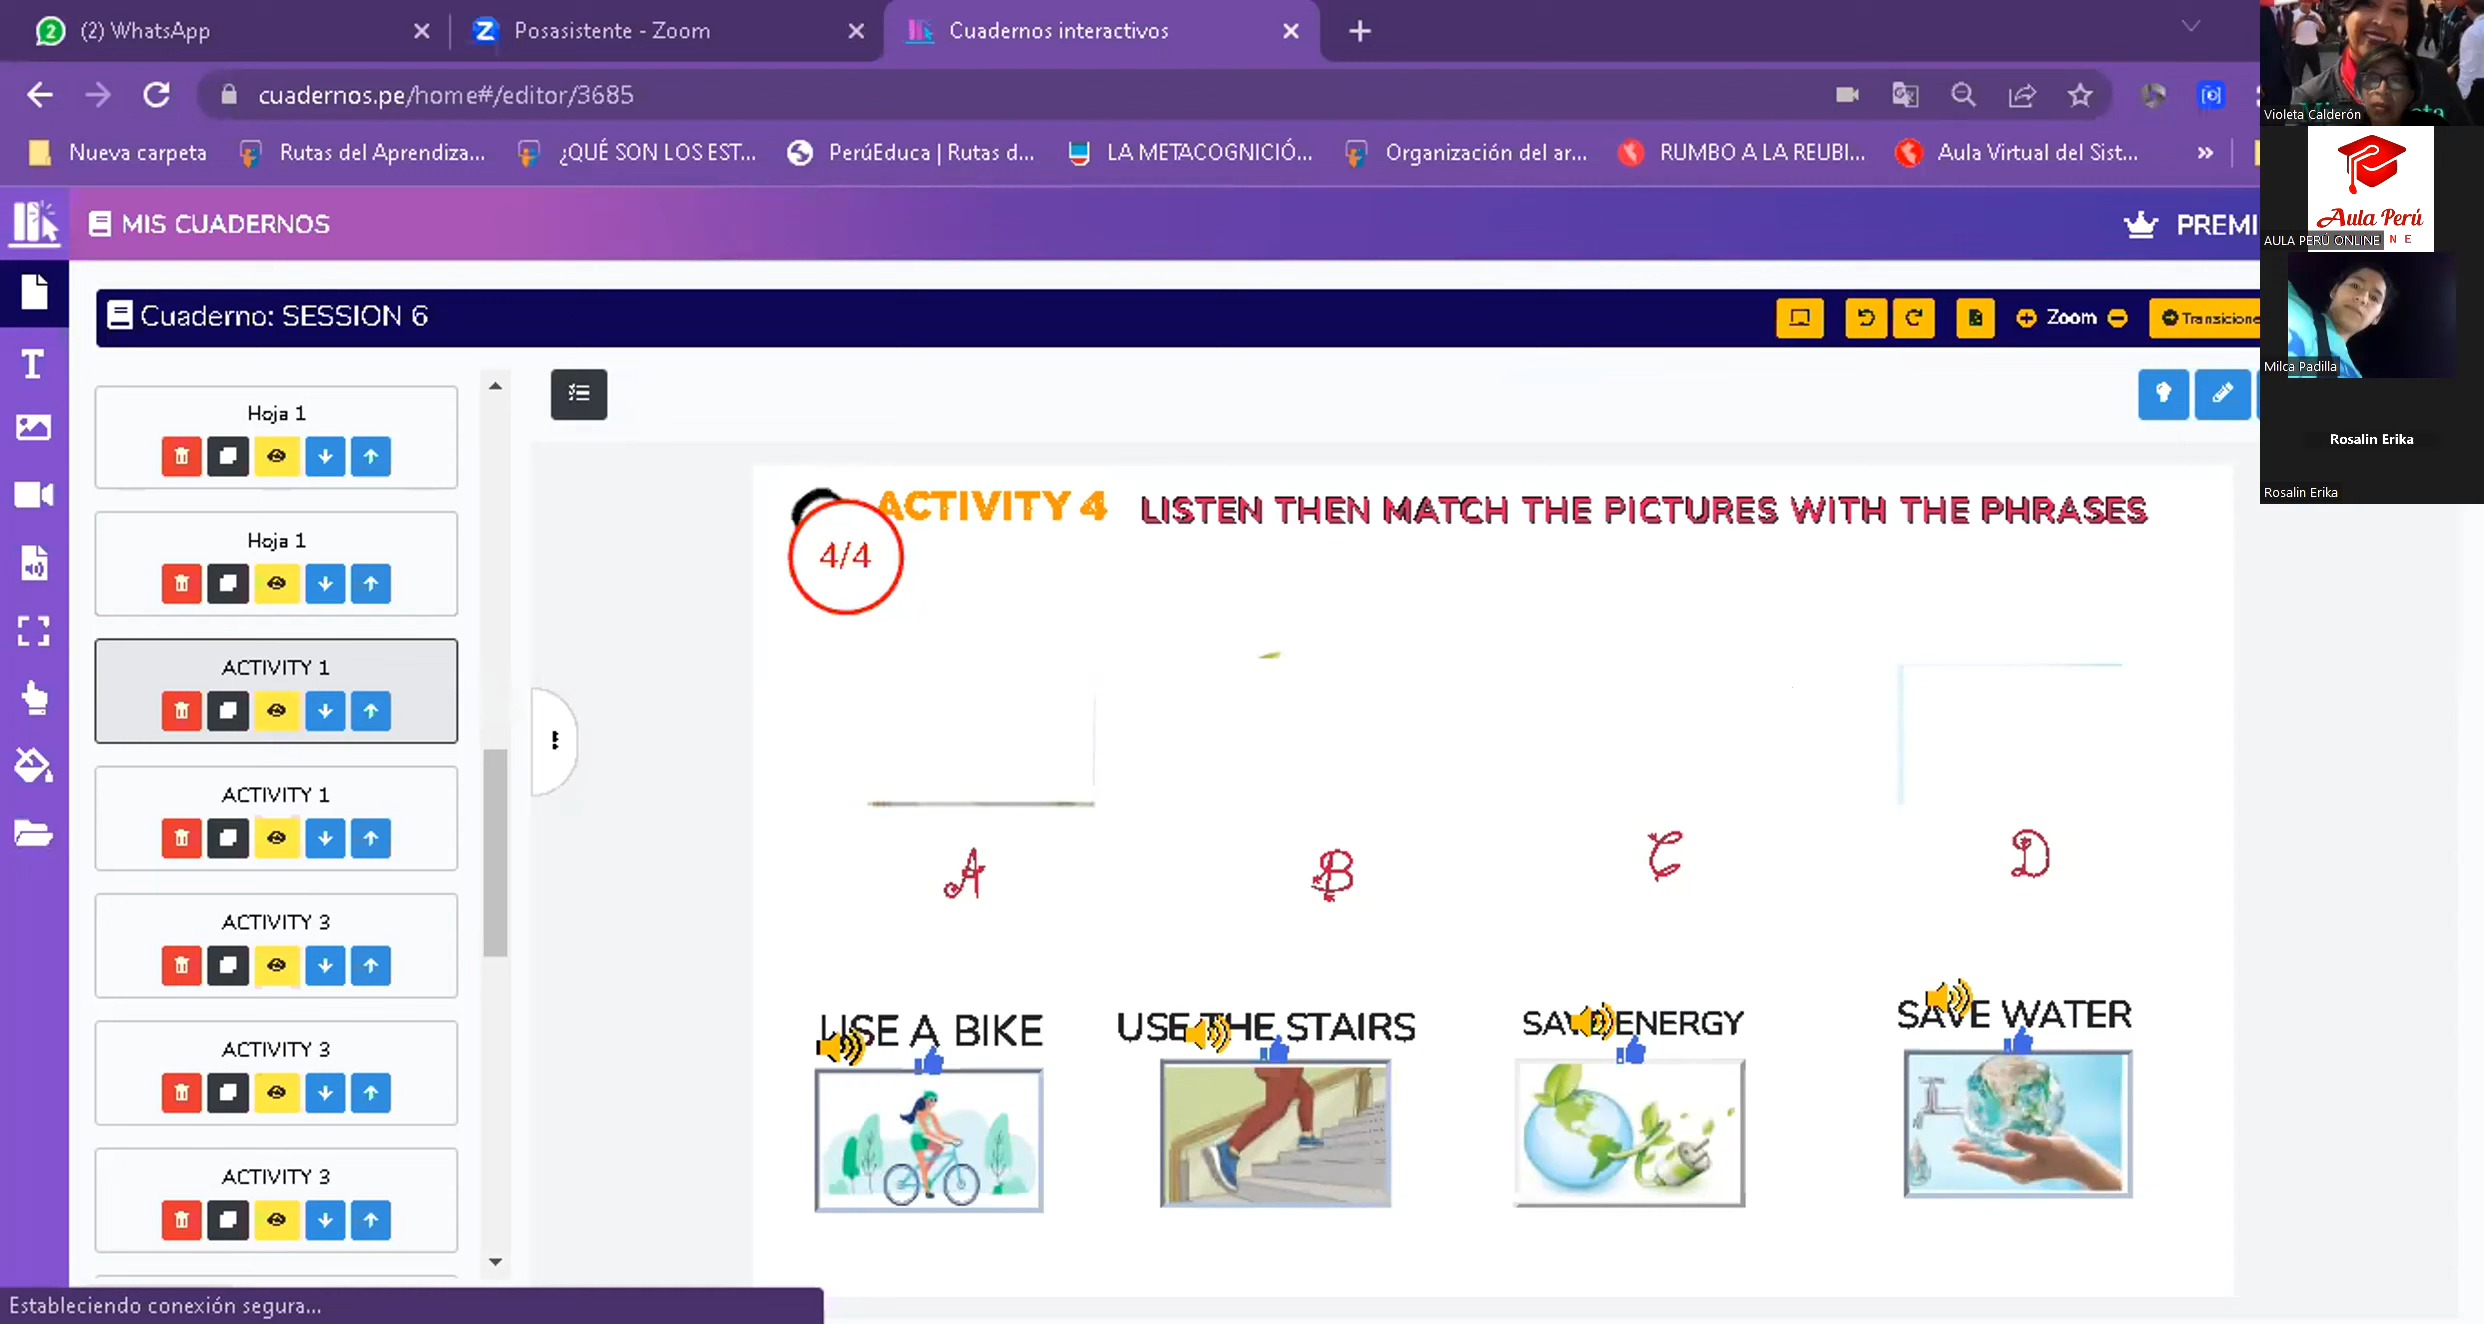 (2) WhatsApp
Posasistente - Zoom
Cuadernos interactivos
cuadernos.pe/home#/editor/3685
Nueva carpeta
Rutas del Aprendiza...
¿QUÉ SON LOS EST...
PerúEduca | Rutas d...
LA METACOGNICIÓ...
Organización del ar...
RUMBO A LA REUBI...
Aula Virtual del Sist...
MIS CUADERNOS
PREMI
Cuaderno: SESSION 6
Zoom
Transicione
Hoja 1
Hoja 1
ACTIVITY 1
ACTIVITY 1
ACTIVITY 3
ACTIVITY 3
ACTIVITY 3
ACTIVITY 4 LISTEN THEN MATCH THE PICTURES WITH THE PHRASES
4/4
A
B
C
D
USE A BIKE
USE THE STAIRS
SAVE ENERGY
SAVE WATER
Estableciendo conexión segura...
Violeta Calderón
Aula Perú
AULA PERÚ ONLINE
N E
Milca Padilla
Rosalin Erika
Rosalin Erika